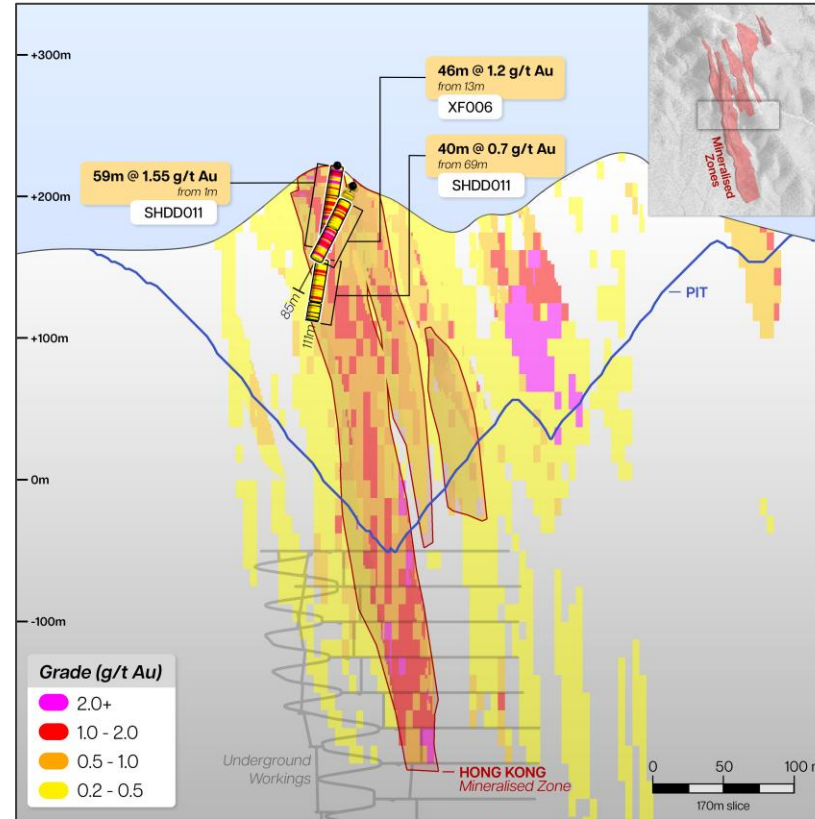 +300m
+200m
+100m
0m
-100m
46m @ 1.2 g/t Au
from 13m
XF006
40m @ 0.7 g/t Au
from 69m
SHDD011
59m @ 1.55 g/t Au
from 1m
SHDD011
Mineralised
Zones
85m
111m
PIT
Grade (g/t Au)
2.0+
1.0 - 2.0
0.5 - 1.0
0.2 - 0.5
Underground
Workings
HONG KONG
Mineralised Zone
0 50 100 m
170m slice